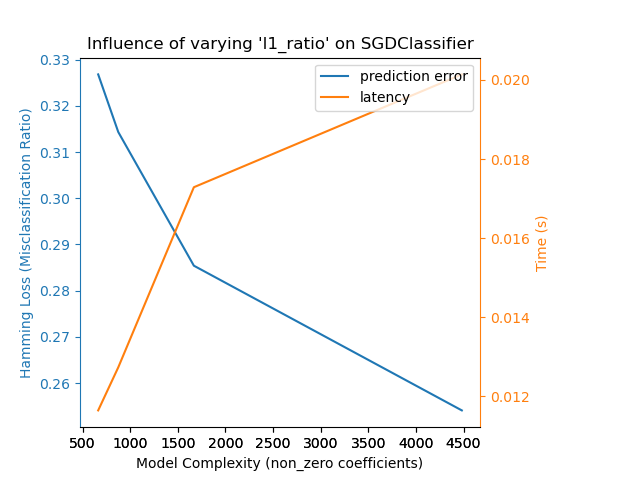 Influence of varying 'l1_ratio' on SGDClassifier
prediction error
latency
Hamming Loss (Misclassification Ratio)
0.33
0.32
0.31
0.30
0.29
0.28
0.27
0.26
0.020
0.018
0.016
0.014
0.012
Time (s)
500 1000 1500 2000 2500 3000 3500 4000 4500
Model Complexity (non_zero coefficients)